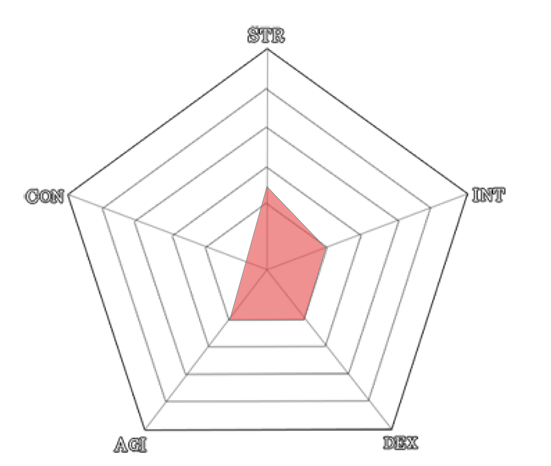 STR
CON
INT
AGI
DEX